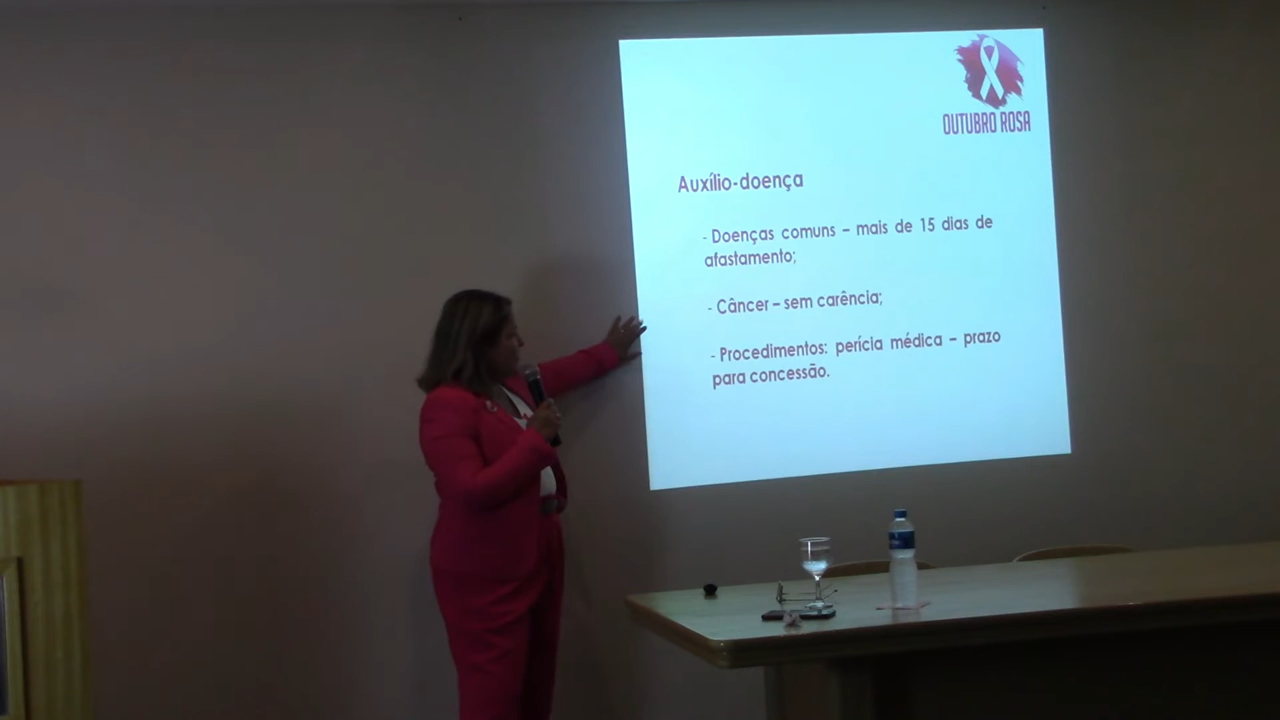 OUTUBRO ROSA
Auxílio-doença
- Doenças comuns – mais de 15 dias de
afastamento;
- Câncer – sem carência;
- Procedimentos: perícia médica – prazo
para concessão.